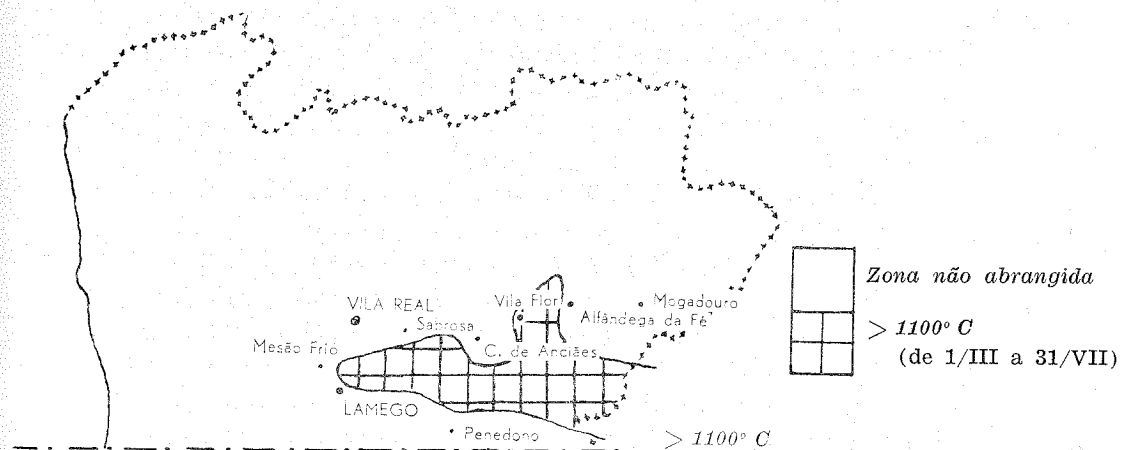 Zona não abrangida
VILA REAL
Vila Flor
Mogadouro
Alfândega da Fé
Sabrosa
> 1100° C
(de 1/III a 31/VII)
Mesão Frio
C. de Anciães
LAMEGO
Penedono
> 1100° C